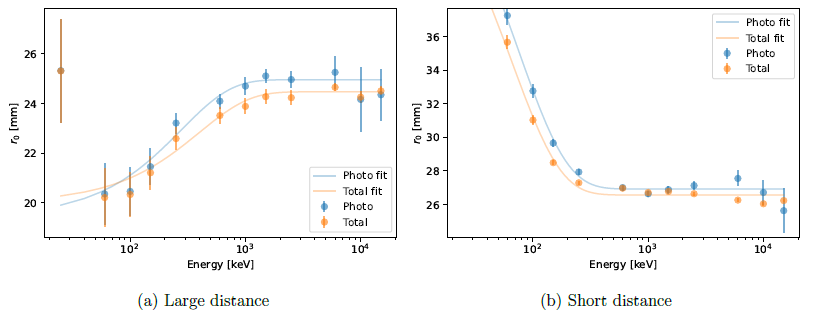 26
24
22
20
r0 [mm]
Photo fit
Total fit
Photo
Total
10²
10³
10⁴
Energy [keV]
(a) Large distance
36
34
32
30
28
26
r0 [mm]
Photo fit
Total fit
Photo
Total
10²
10³
10⁴
Energy [keV]
(b) Short distance